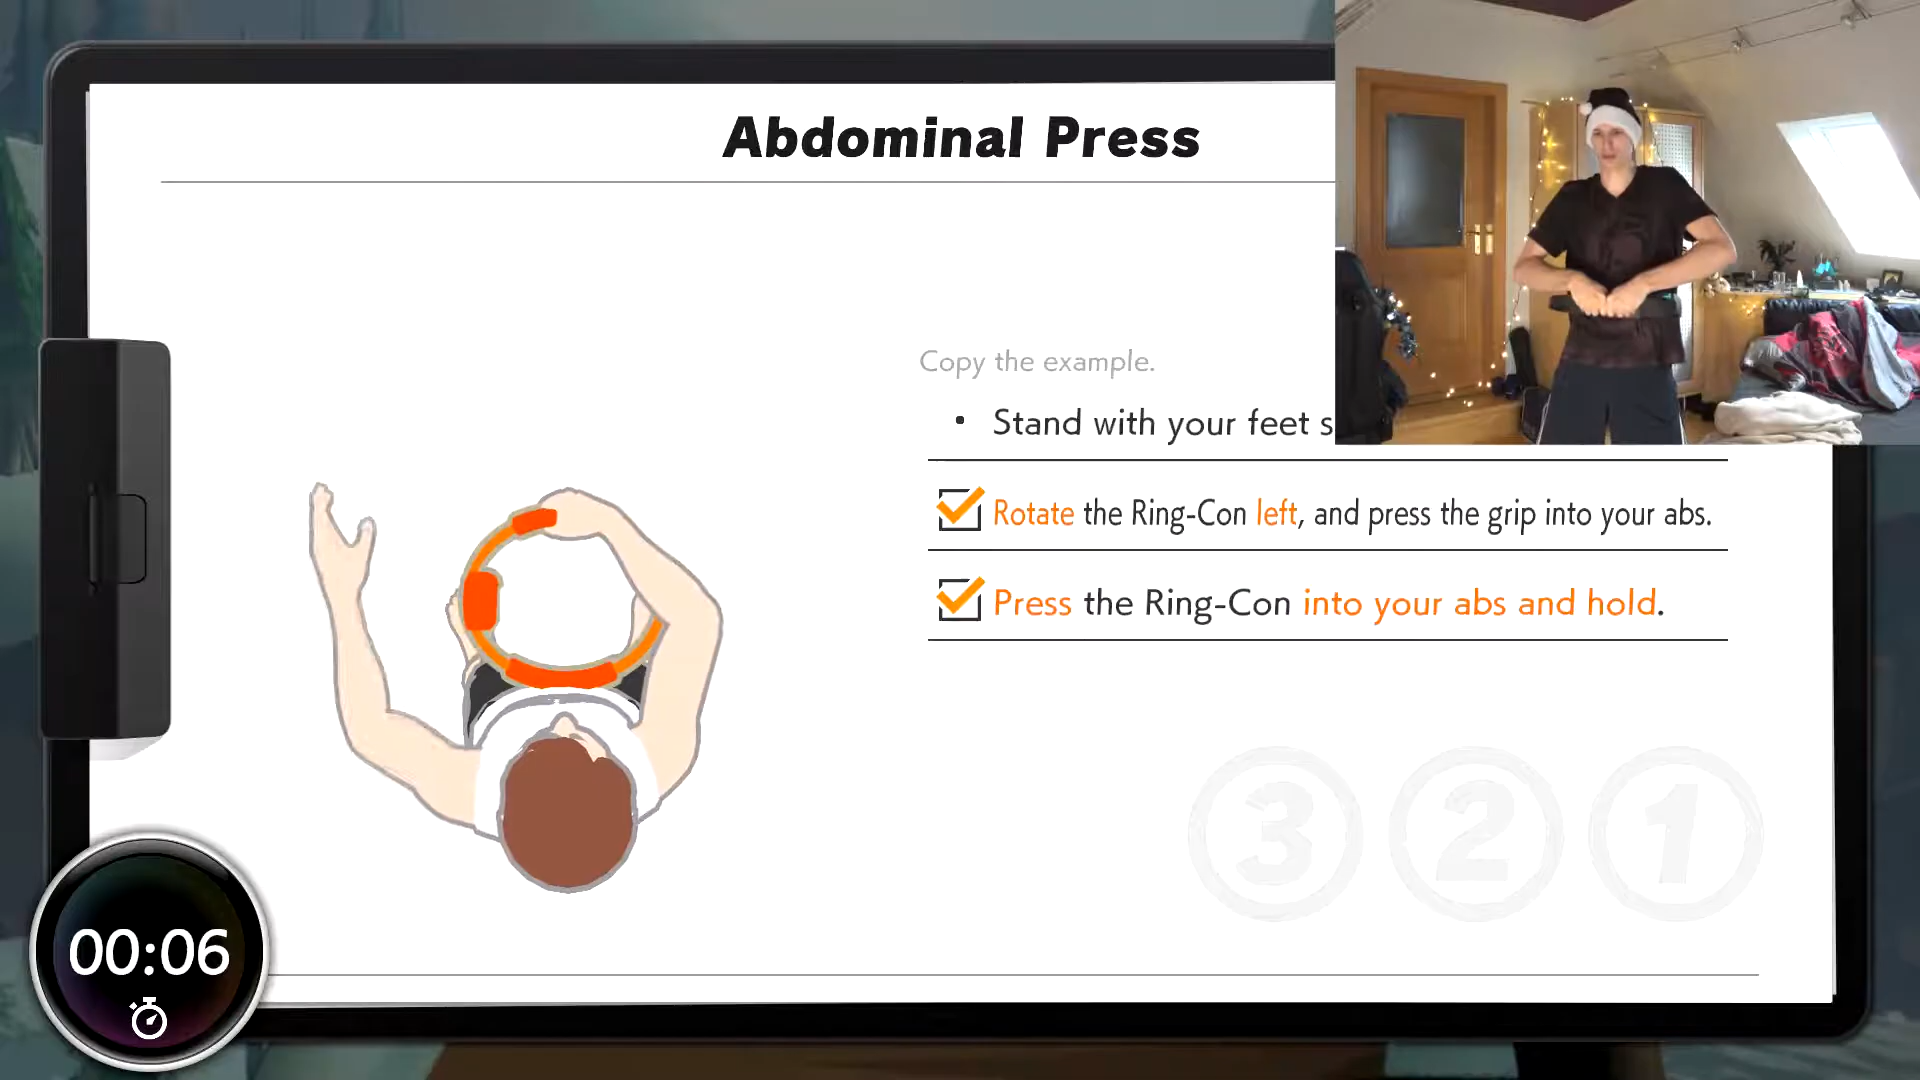 Abdominal Press
Copy the example.
• Stand with your feet s
Rotate the Ring-Con left, and press the grip into your abs.
Press the Ring-Con into your abs and hold.
3 2 1
00:06